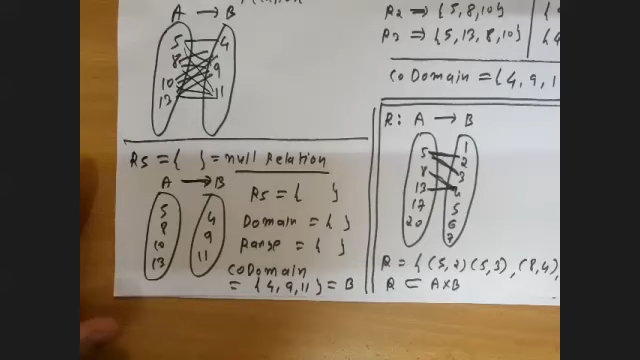 A → B
5 4
8 9
10 11
13
R2 ⇒ {5,8,10}
R3 ⇒ {5,13,8,10}
CoDomain = {4,9,1
R5 = { } = null Relation
A → B
5 4
8 9
10 11
13
R5 = { }
Domain = { }
Range = { }
CoDomain
= {4,9,11} = B
R: A → B
5 1
8 2
13 3
17 4
20 5
6
7
R = {(5,2)(5,3),(8,4),
R ⊂ A×B